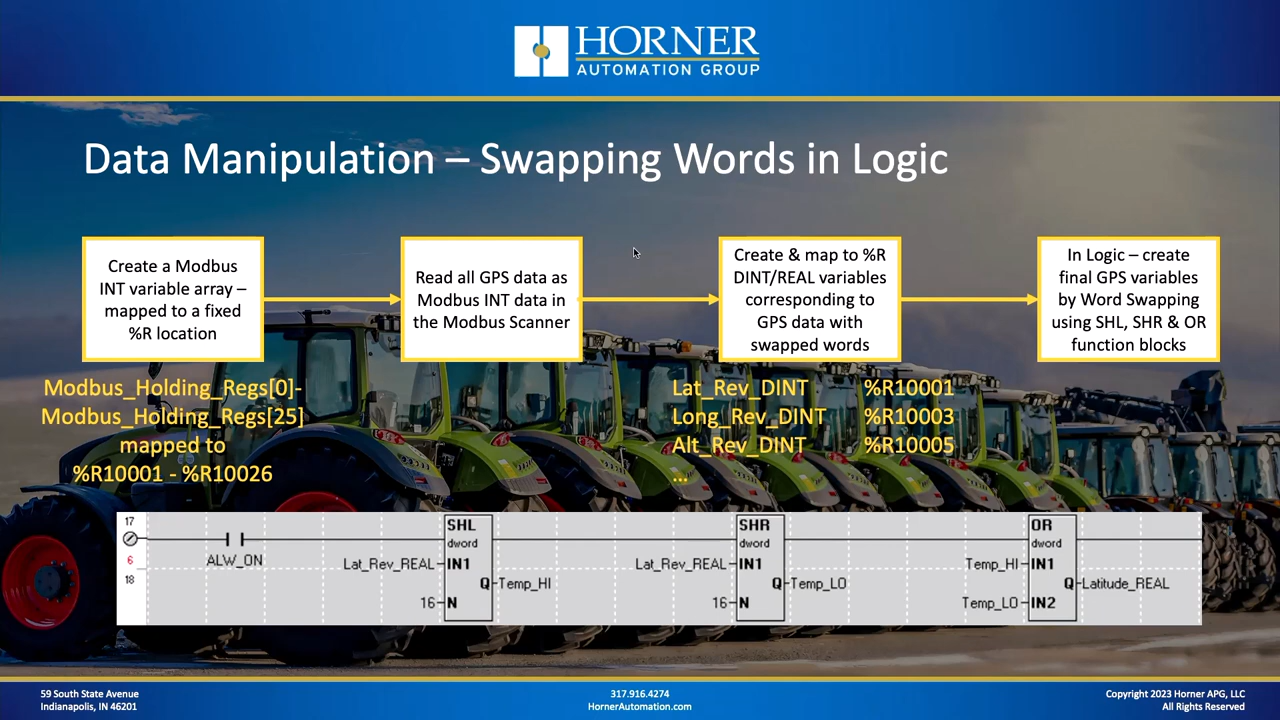 HORNER
AUTOMATION GROUP
Data Manipulation – Swapping Words in Logic
Create a Modbus
INT variable array –
mapped to a fixed
%R location
Read all GPS data as
Modbus INT data in
the Modbus Scanner
Create & map to %R
DINT/REAL variables
corresponding to
GPS data with
swapped words
In Logic – create
final GPS variables
by Word Swapping
using SHL, SHR & OR
function blocks
Modbus_Holding_Regs[0]-
Modbus_Holding_Regs[25]
mapped to
%R10001 - %R10026
Lat_Rev_DINT %R10001
Long_Rev_DINT %R10003
Alt_Rev_DINT %R10005
...
17 SHL SHR OR
dword dword dword
6 ALW_ON Lat_Rev_REAL IN1 Lat_Rev_REAL IN1 Temp_HI IN1
18 Q Temp_HI Q Temp_LO Q Latitude_REAL
16 N 16 N Temp_LO IN2
59 South State Avenue
Indianapolis, IN 46201
317.916.4274
HornerAutomation.com
Copyright 2023 Horner APG, LLC
All Rights Reserved